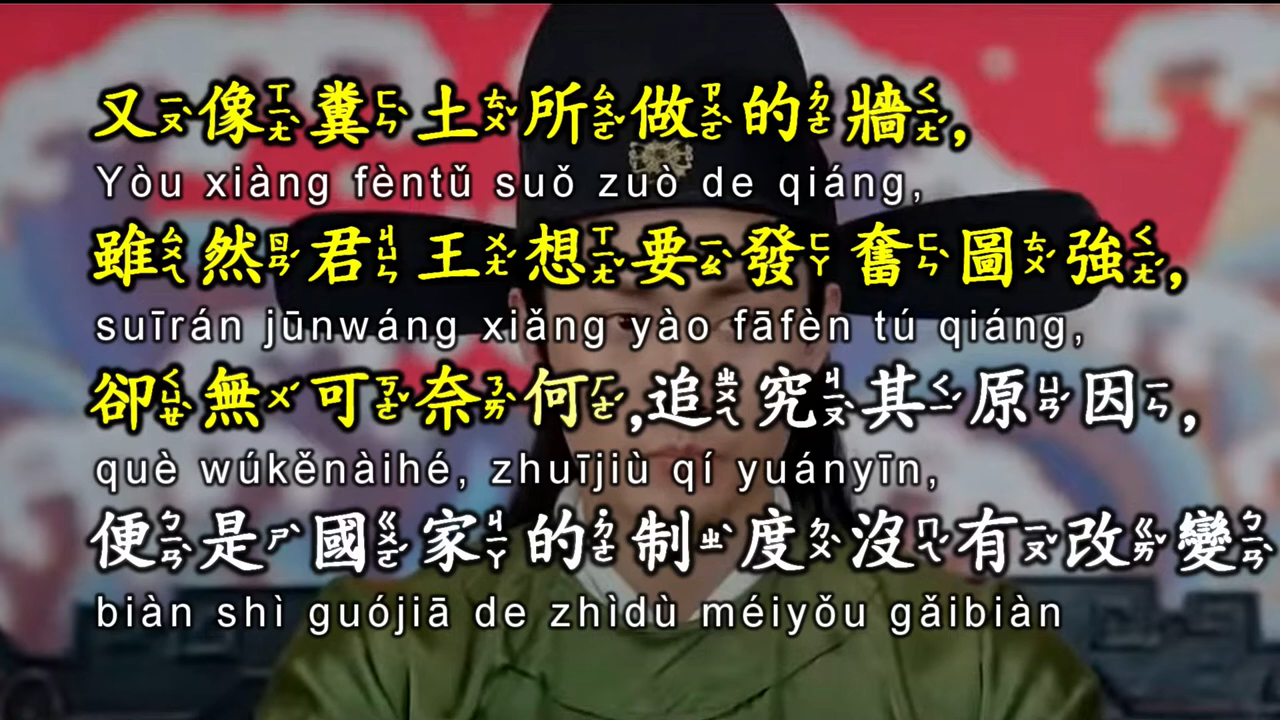 又像糞土所做的牆,
Yòu xiàng fèntǔ suǒ zuò de qiáng,
雖然君王想要發奮圖強,
suīrán jūnwáng xiǎng yào fāfèn tú qiáng,
卻無可奈何,追究其原因,
què wúkěnàihé, zhuījiù qí yuányīn,
便是國家的制度沒有改變
biàn shì guójiā de zhìdù méiyǒu gǎibiàn